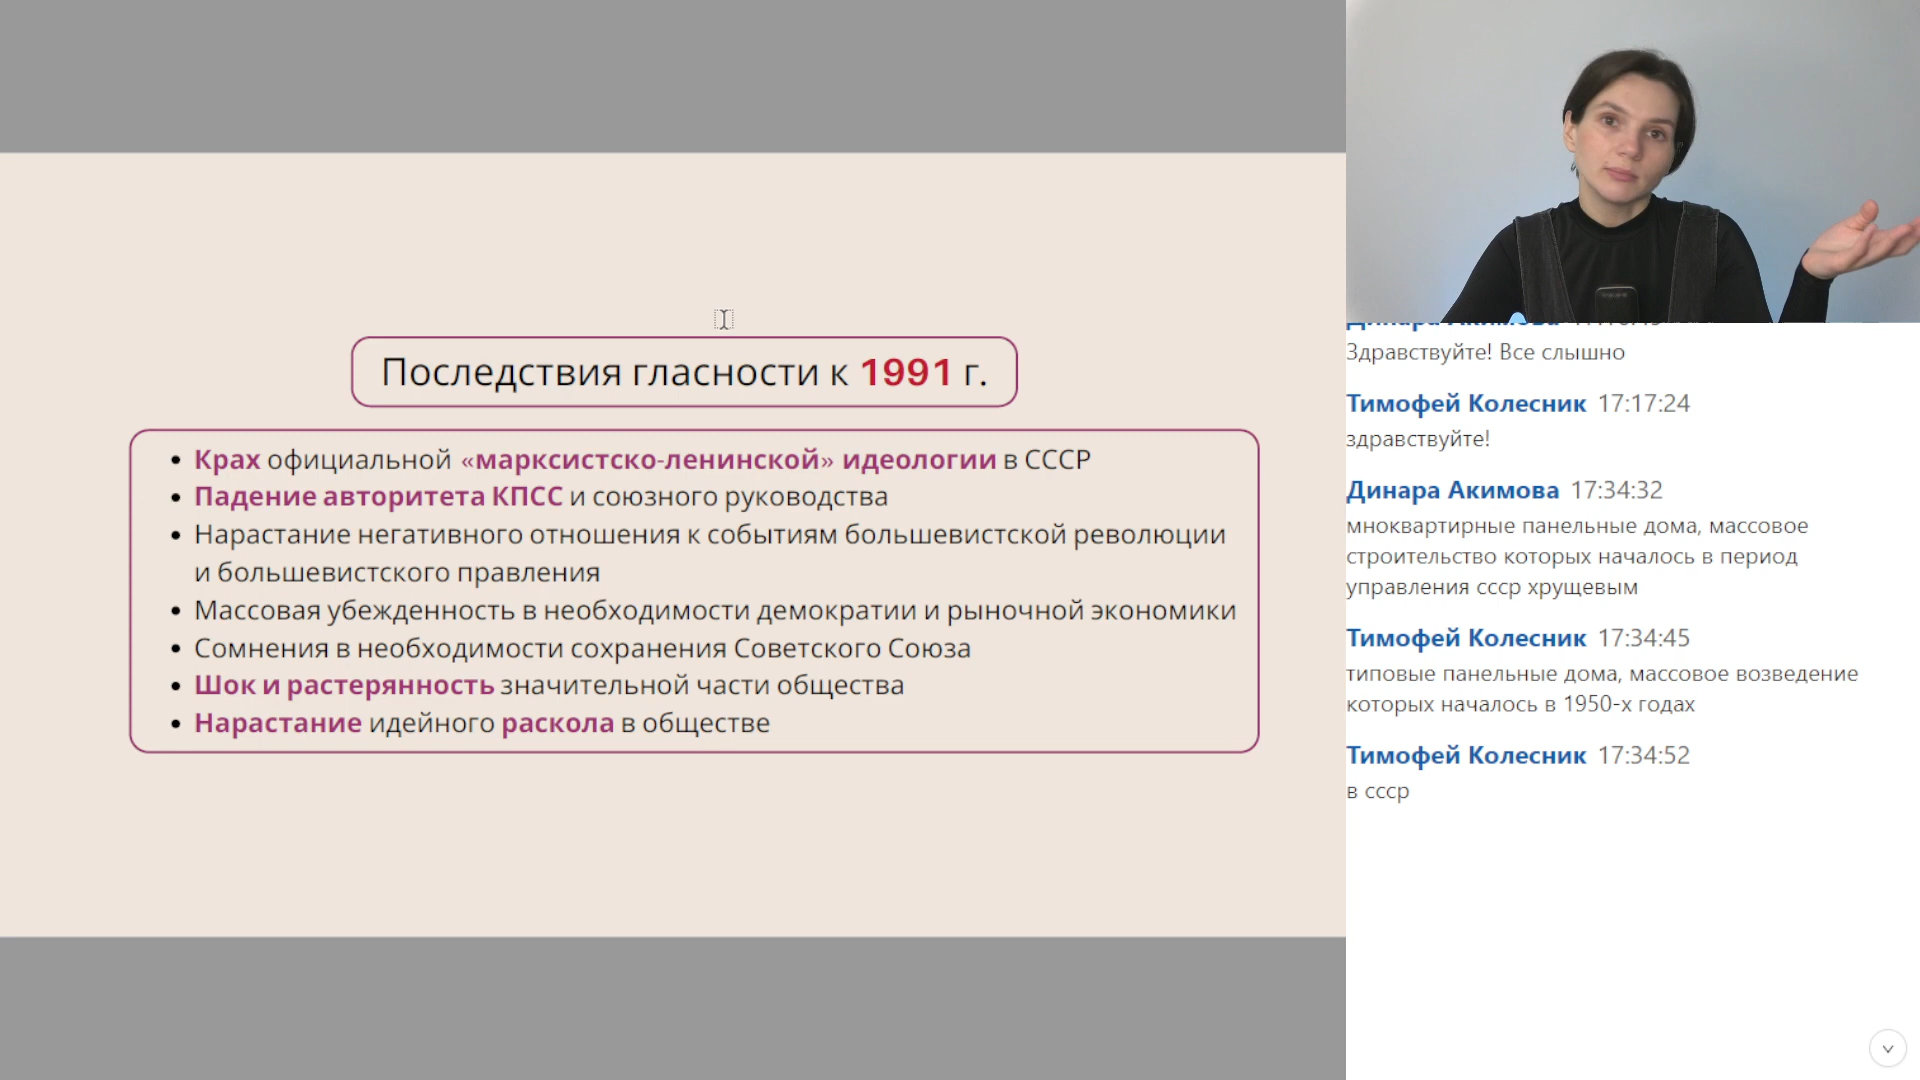 Последствия гласности к 1991 г.
• Крах официальной «марксистско-ленинской» идеологии в СССР
• Падение авторитета КПСС и союзного руководства
• Нарастание негативного отношения к событиям большевистской революции
и большевистского правления
• Массовая убежденность в необходимости демократии и рыночной экономики
• Сомнения в необходимости сохранения Советского Союза
• Шок и растерянность значительной части общества
• Нарастание идейного раскола в обществе
Динара Акимова
Здравствуйте! Все слышно
Тимофей Колесник 17:17:24
здравствуйте!
Динара Акимова 17:34:32
мноквартирные панельные дома, массовое
строительство которых началось в период
управления ссср хрущевым
Тимофей Колесник 17:34:45
типовые панельные дома, массовое возведение
которых началось в 1950-х годах
Тимофей Колесник 17:34:52
в ссср